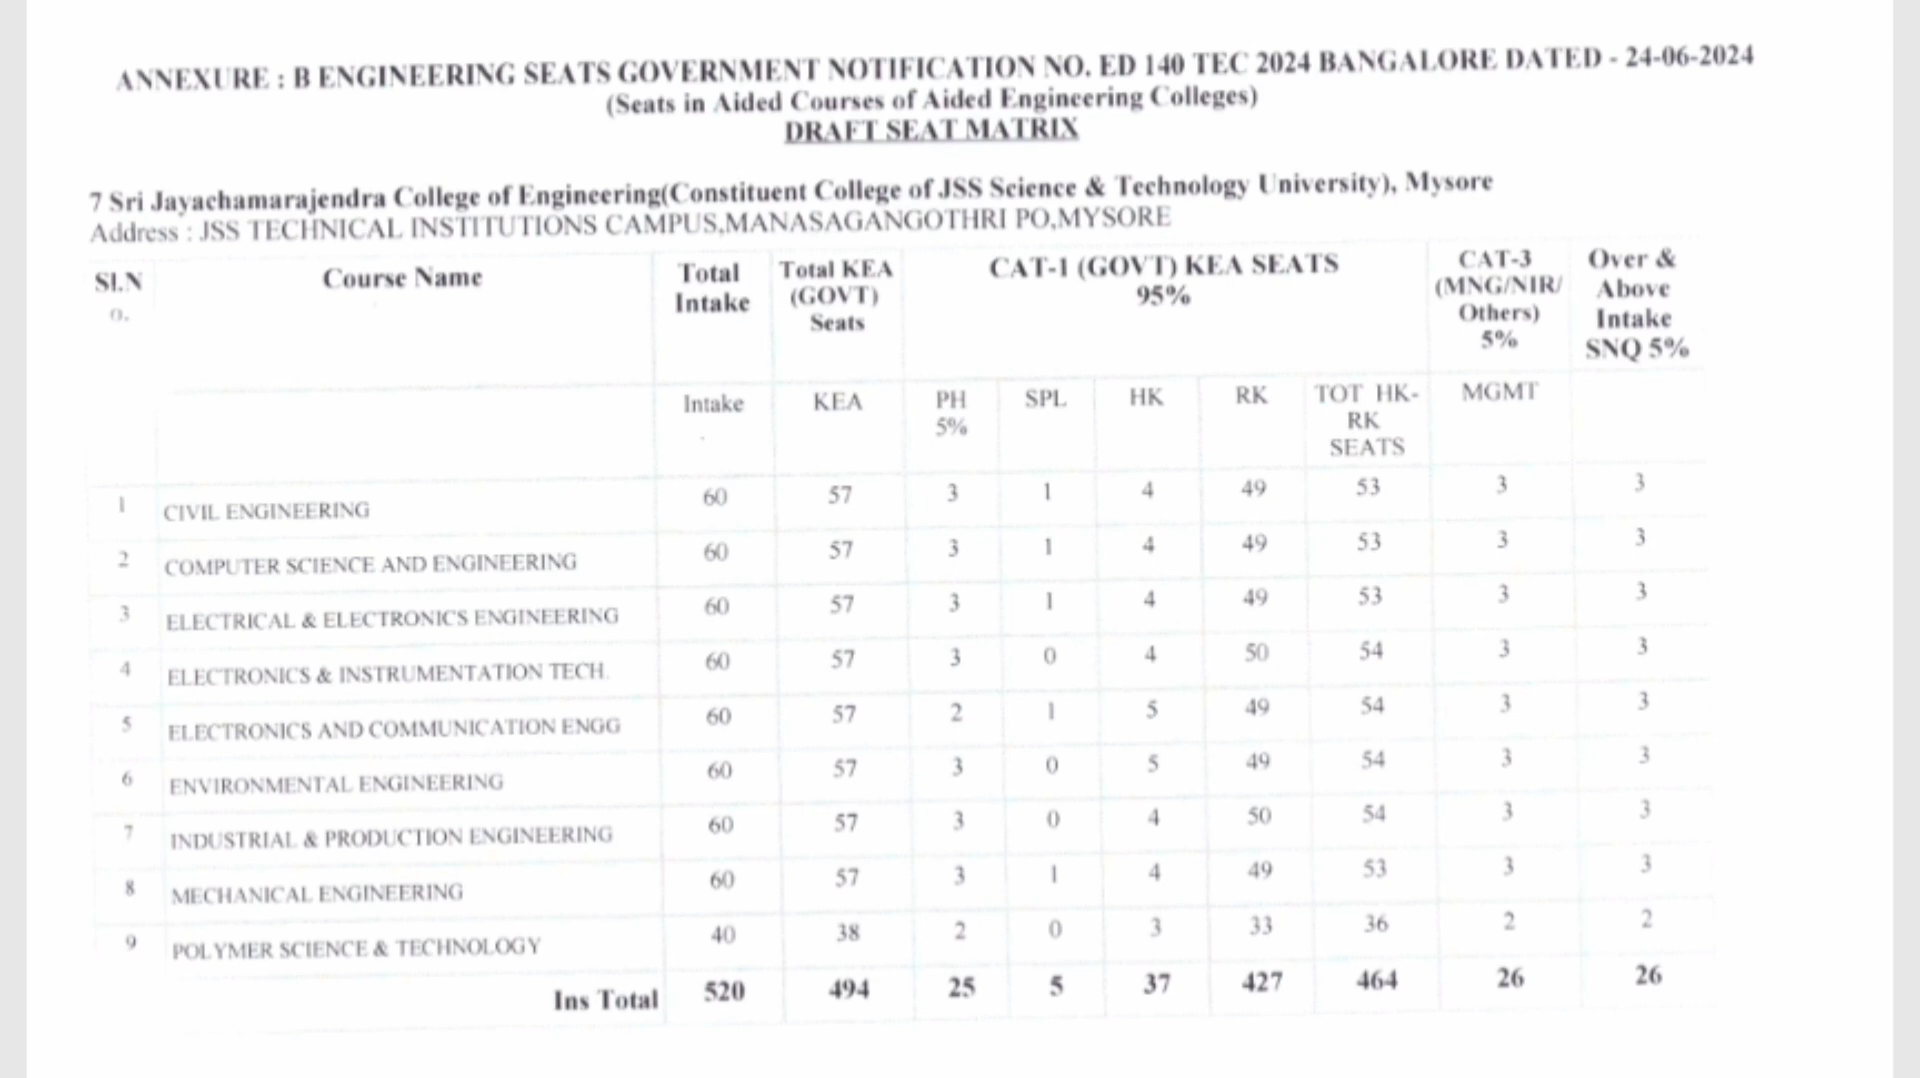 ANNEXURE : B ENGINEERING SEATS GOVERNMENT NOTIFICATION NO. ED 140 TEC 2024 BANGALORE DATED - 24-06-2024
(Seats in Aided Courses of Aided Engineering Colleges)
DRAFT SEAT MATRIX
7 Sri Jayachamarajendra College of Engineering(Constituent College of JSS Science & Technology University), Mysore
Address : JSS TECHNICAL INSTITUTIONS CAMPUS,MANASAGANGOTHRI PO,MYSORE
Sl.No. Course Name Total Intake Total KEA (GOVT) Seats CAT-1 (GOVT) KEA SEATS 95% CAT-3 (MNG/NIR/Others) 5% Over & Above Intake SNQ 5%
Intake KEA PH 5% SPL HK RK TOT HK-RK SEATS MGMT
1 CIVIL ENGINEERING 60 57 3 1 4 49 53 3 3
2 COMPUTER SCIENCE AND ENGINEERING 60 57 3 1 4 49 53 3 3
3 ELECTRICAL & ELECTRONICS ENGINEERING 60 57 3 1 4 49 53 3 3
4 ELECTRONICS & INSTRUMENTATION TECH. 60 57 3 0 4 50 54 3 3
5 ELECTRONICS AND COMMUNICATION ENGG 60 57 2 1 5 49 54 3 3
6 ENVIRONMENTAL ENGINEERING 60 57 3 0 5 49 54 3 3
7 INDUSTRIAL & PRODUCTION ENGINEERING 60 57 3 0 4 50 54 3 3
8 MECHANICAL ENGINEERING 60 57 3 1 4 49 53 3 3
9 POLYMER SCIENCE & TECHNOLOGY 40 38 2 0 3 33 36 2 2
Ins Total 520 494 25 5 37 427 464 26 26